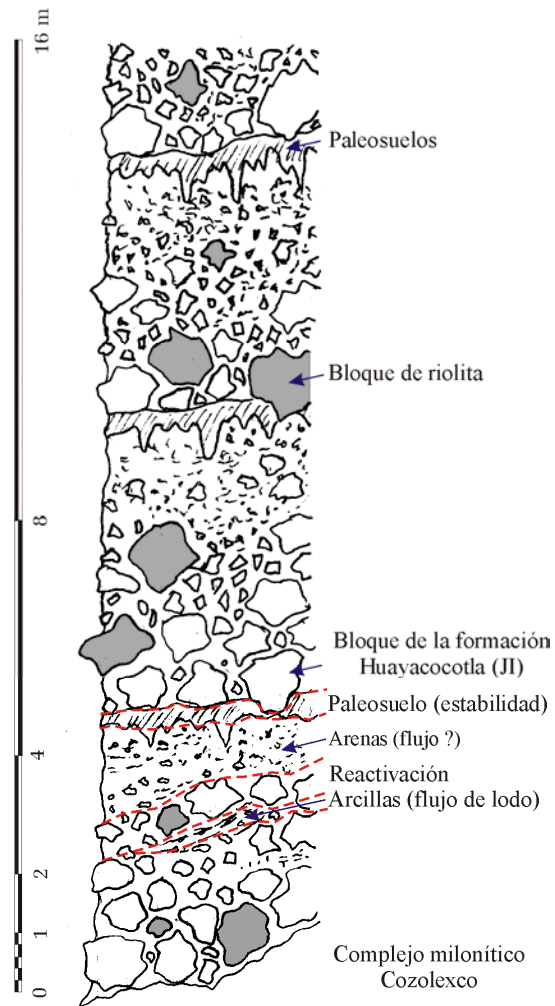 16 m
Paleosuelos
Bloque de riolita
8
Bloque de la formación
Huayacocotla (JI)
Paleosuelo (estabilidad)
4
Arenas (flujo ?)
Reactivación
Arcillas (flujo de lodo)
2
1
Complejo milonítico
Cozolexco
0